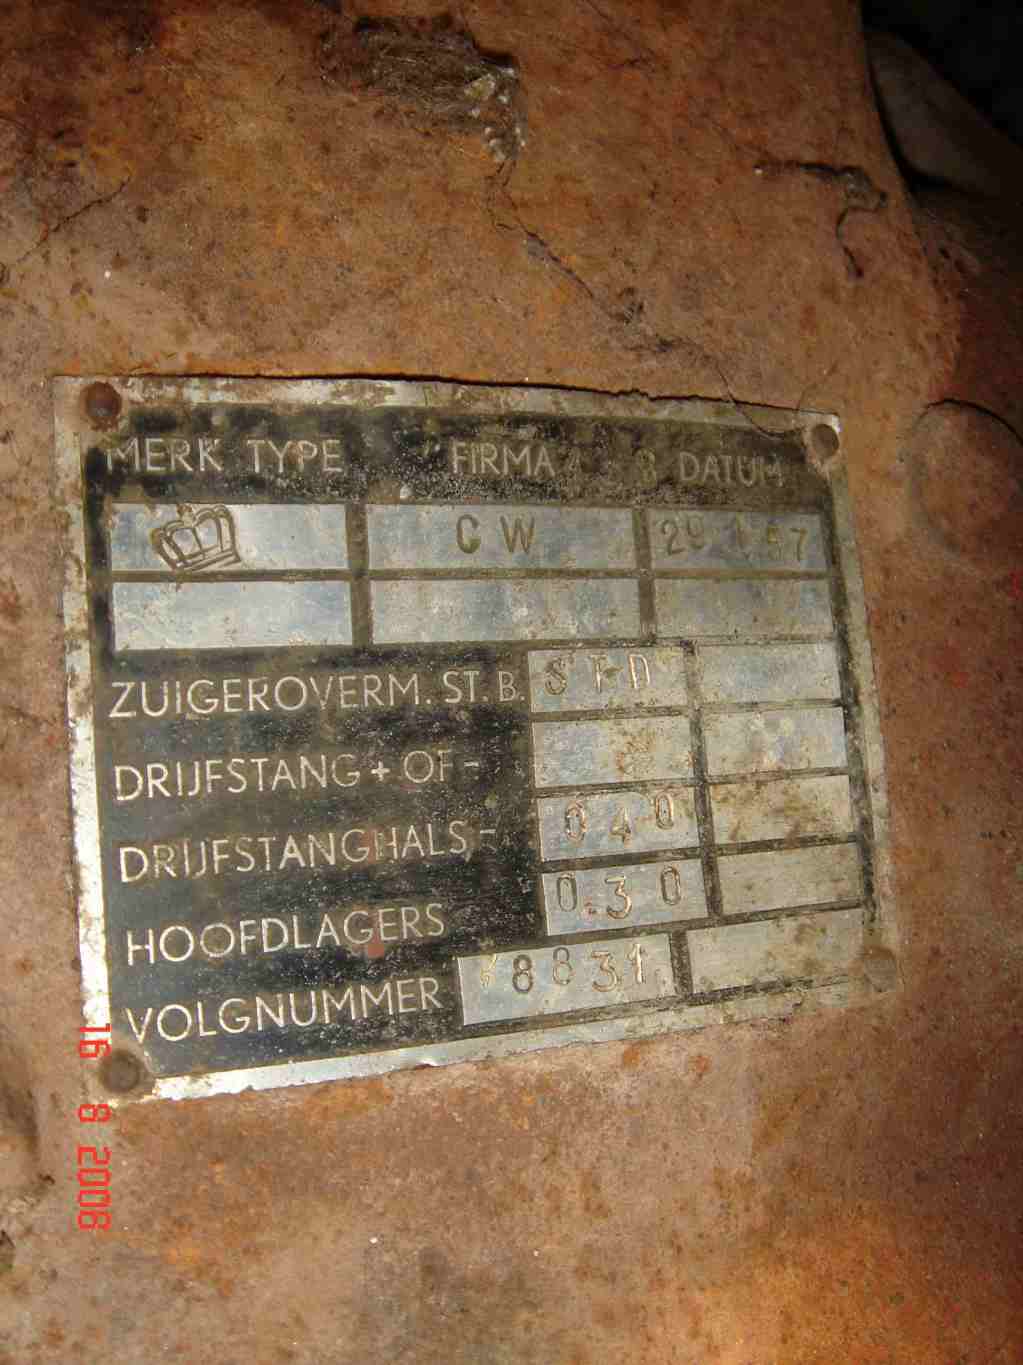 MERK TYPE FIRMA DATUM
CW 29 1 57
ZUIGEROVERM. ST. B. STD
DRIJFSTANG + OF -
DRIJFSTANGHALS - 040
HOOFDLAGERS 0.30
VOLGNUMMER 8831
16 8 2006